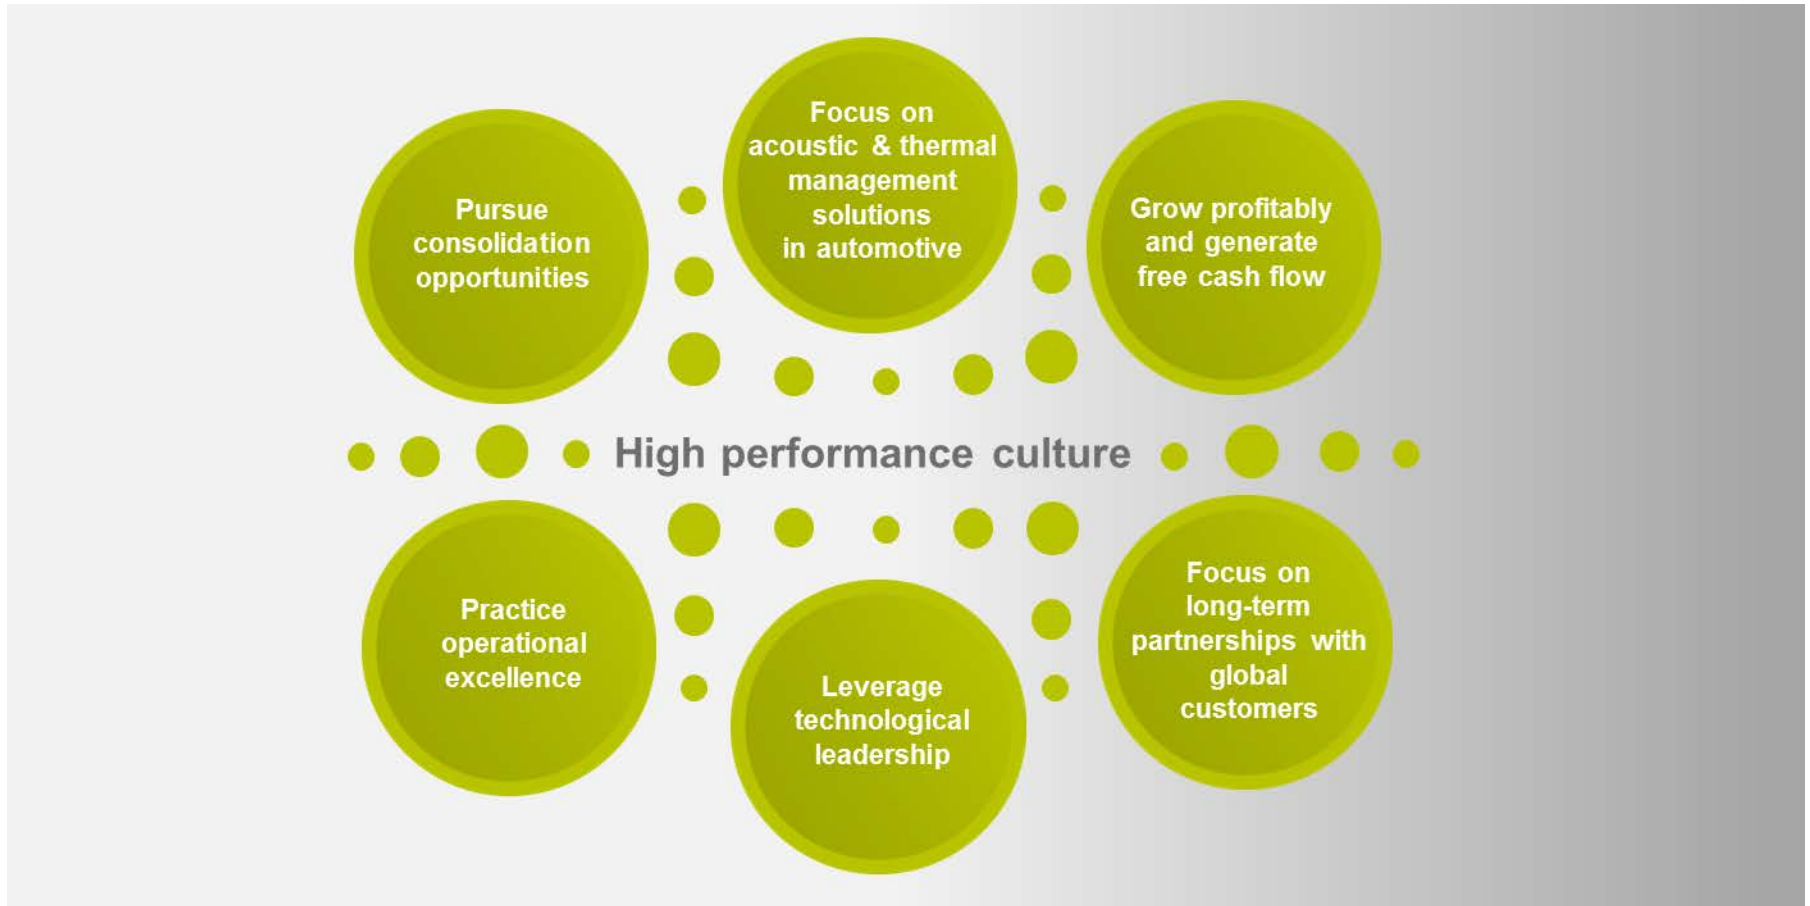 Pursue
consolidation
opportunities
Focus on
acoustic & thermal
management
solutions
in automotive
Grow profitably
and generate
free cash flow
High performance culture
Practice
operational
excellence
Leverage
technological
leadership
Focus on
long-term
partnerships with
global
customers